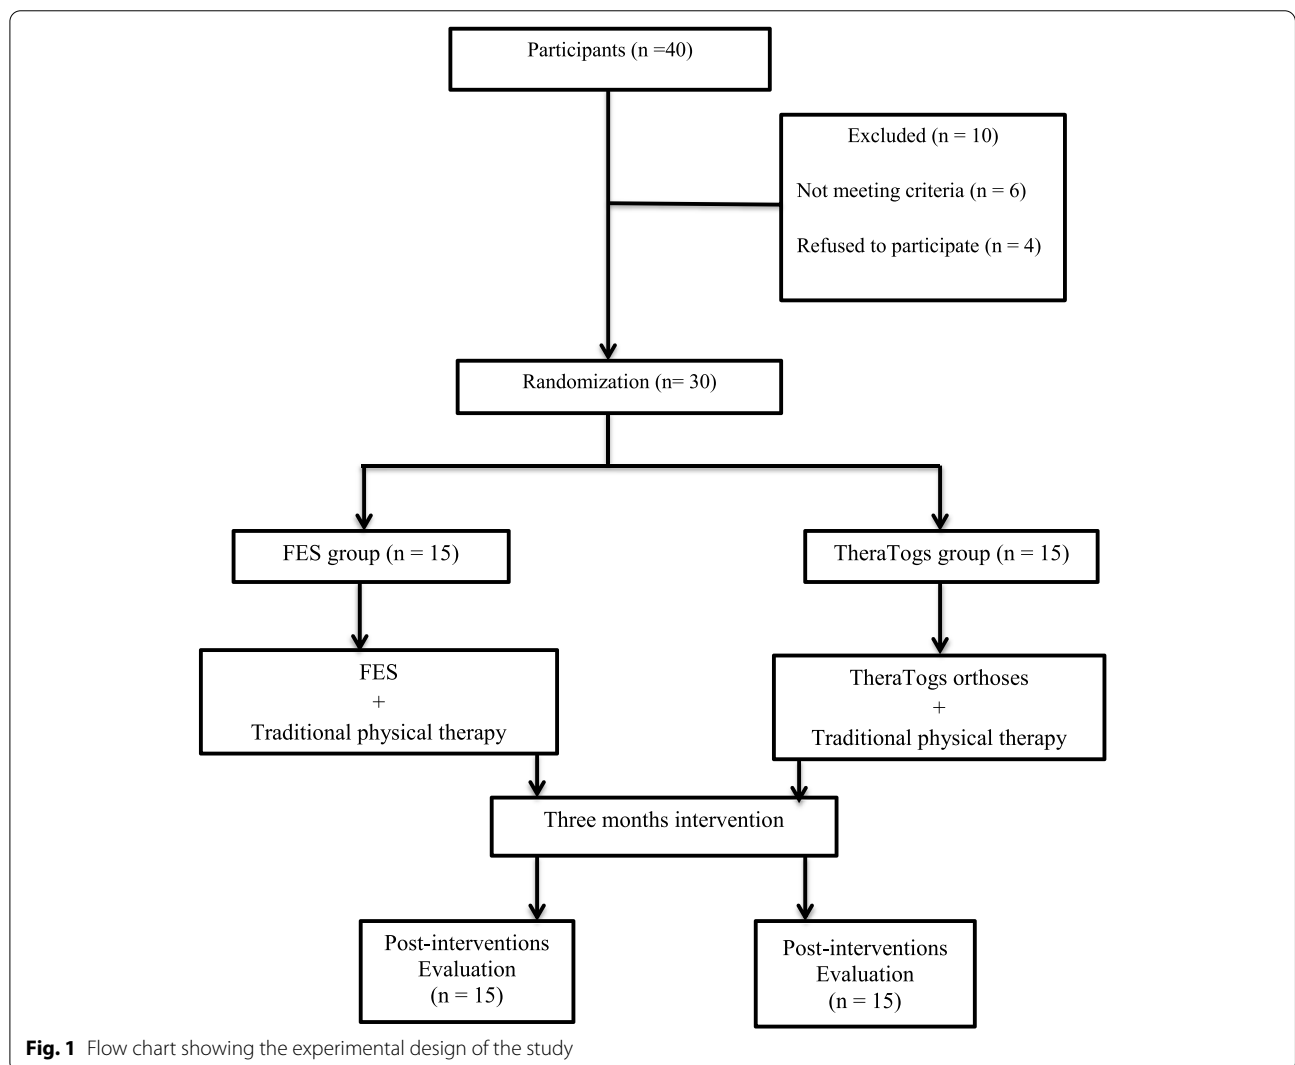 Participants (n =40)
Excluded (n = 10)
Not meeting criteria (n = 6)
Refused to participate (n = 4)
Randomization (n= 30)
FES group (n = 15)
TheraTogs group (n = 15)
FES
+
Traditional physical therapy
TheraTogs orthoses
+
Traditional physical therapy
Three months intervention
Post-interventions
Evaluation
(n = 15)
Post-interventions
Evaluation
(n = 15)
Fig. 1 Flow chart showing the experimental design of the study